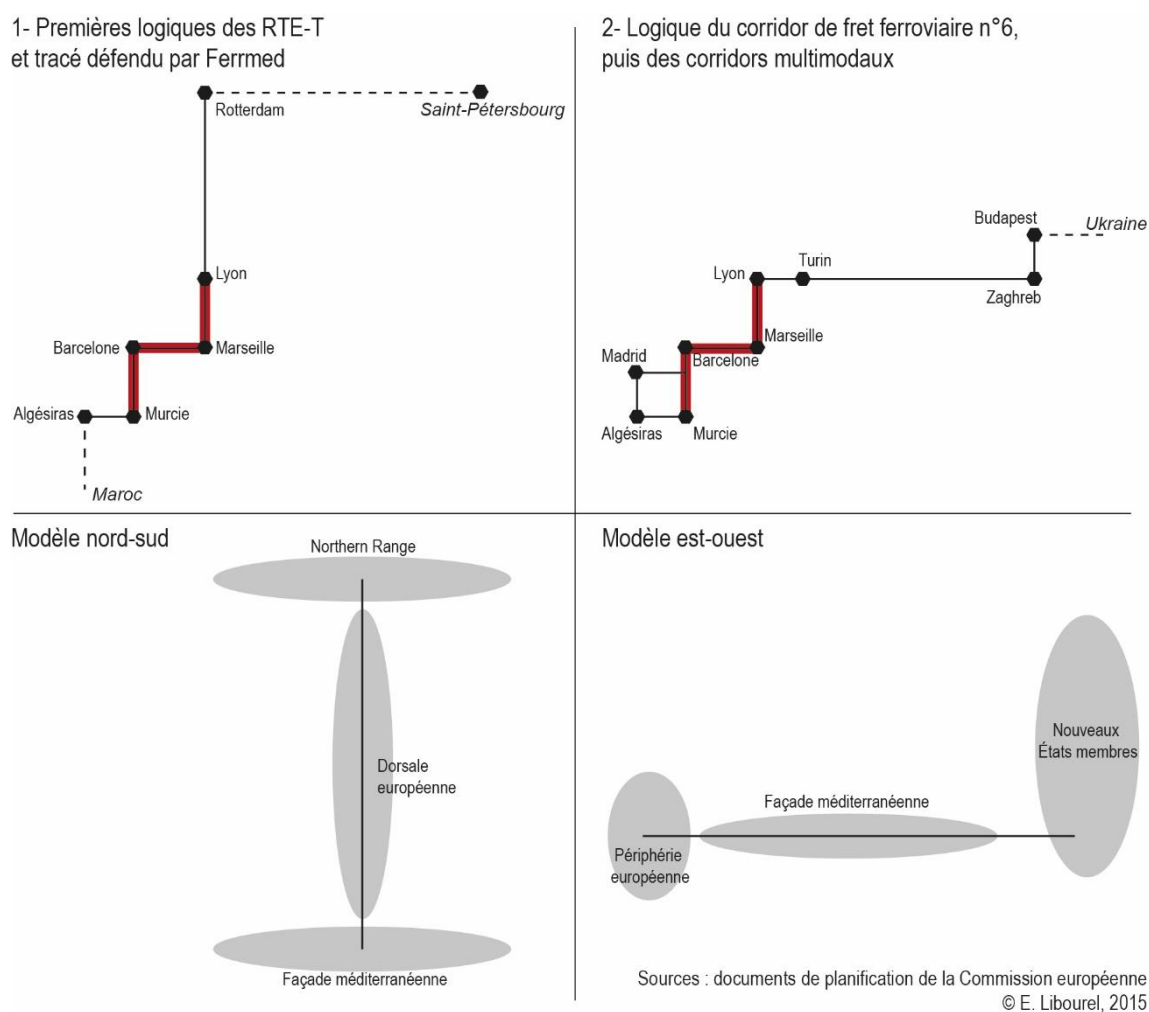 1- Premières logiques des RTE-T
et tracé défendu par Ferrmed
Rotterdam
Saint-Pétersbourg
Lyon
Barcelone
Marseille
Algésiras
Murcie
Maroc
2- Logique du corridor de fret ferroviaire n°6,
puis des corridors multimodaux
Budapest
Ukraine
Lyon
Turin
Zaghreb
Marseille
Madrid
Barcelone
Algésiras
Murcie
Modèle nord-sud
Northern Range
Dorsale
européenne
Façade méditerranéenne
Modèle est-ouest
Nouveaux
États membres
Façade méditerranéenne
Périphérie
européenne
Sources : documents de planification de la Commission européenne
© E. Libourel, 2015